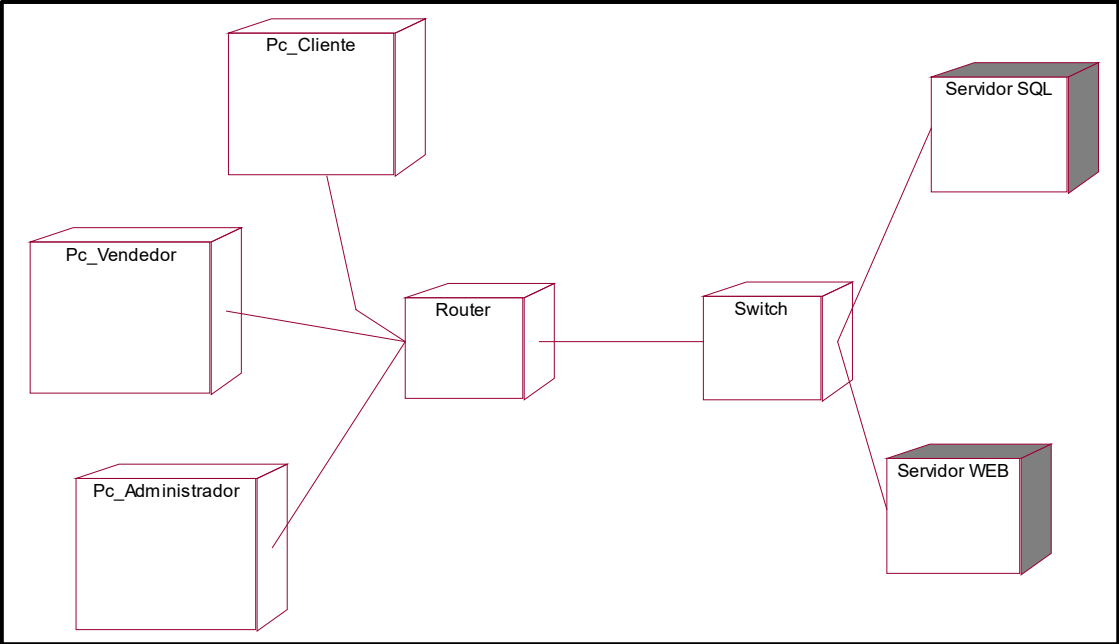 Pc_Cliente
Servidor SQL
Pc_Vendedor
Router
Switch
Servidor WEB
Pc_Administrador